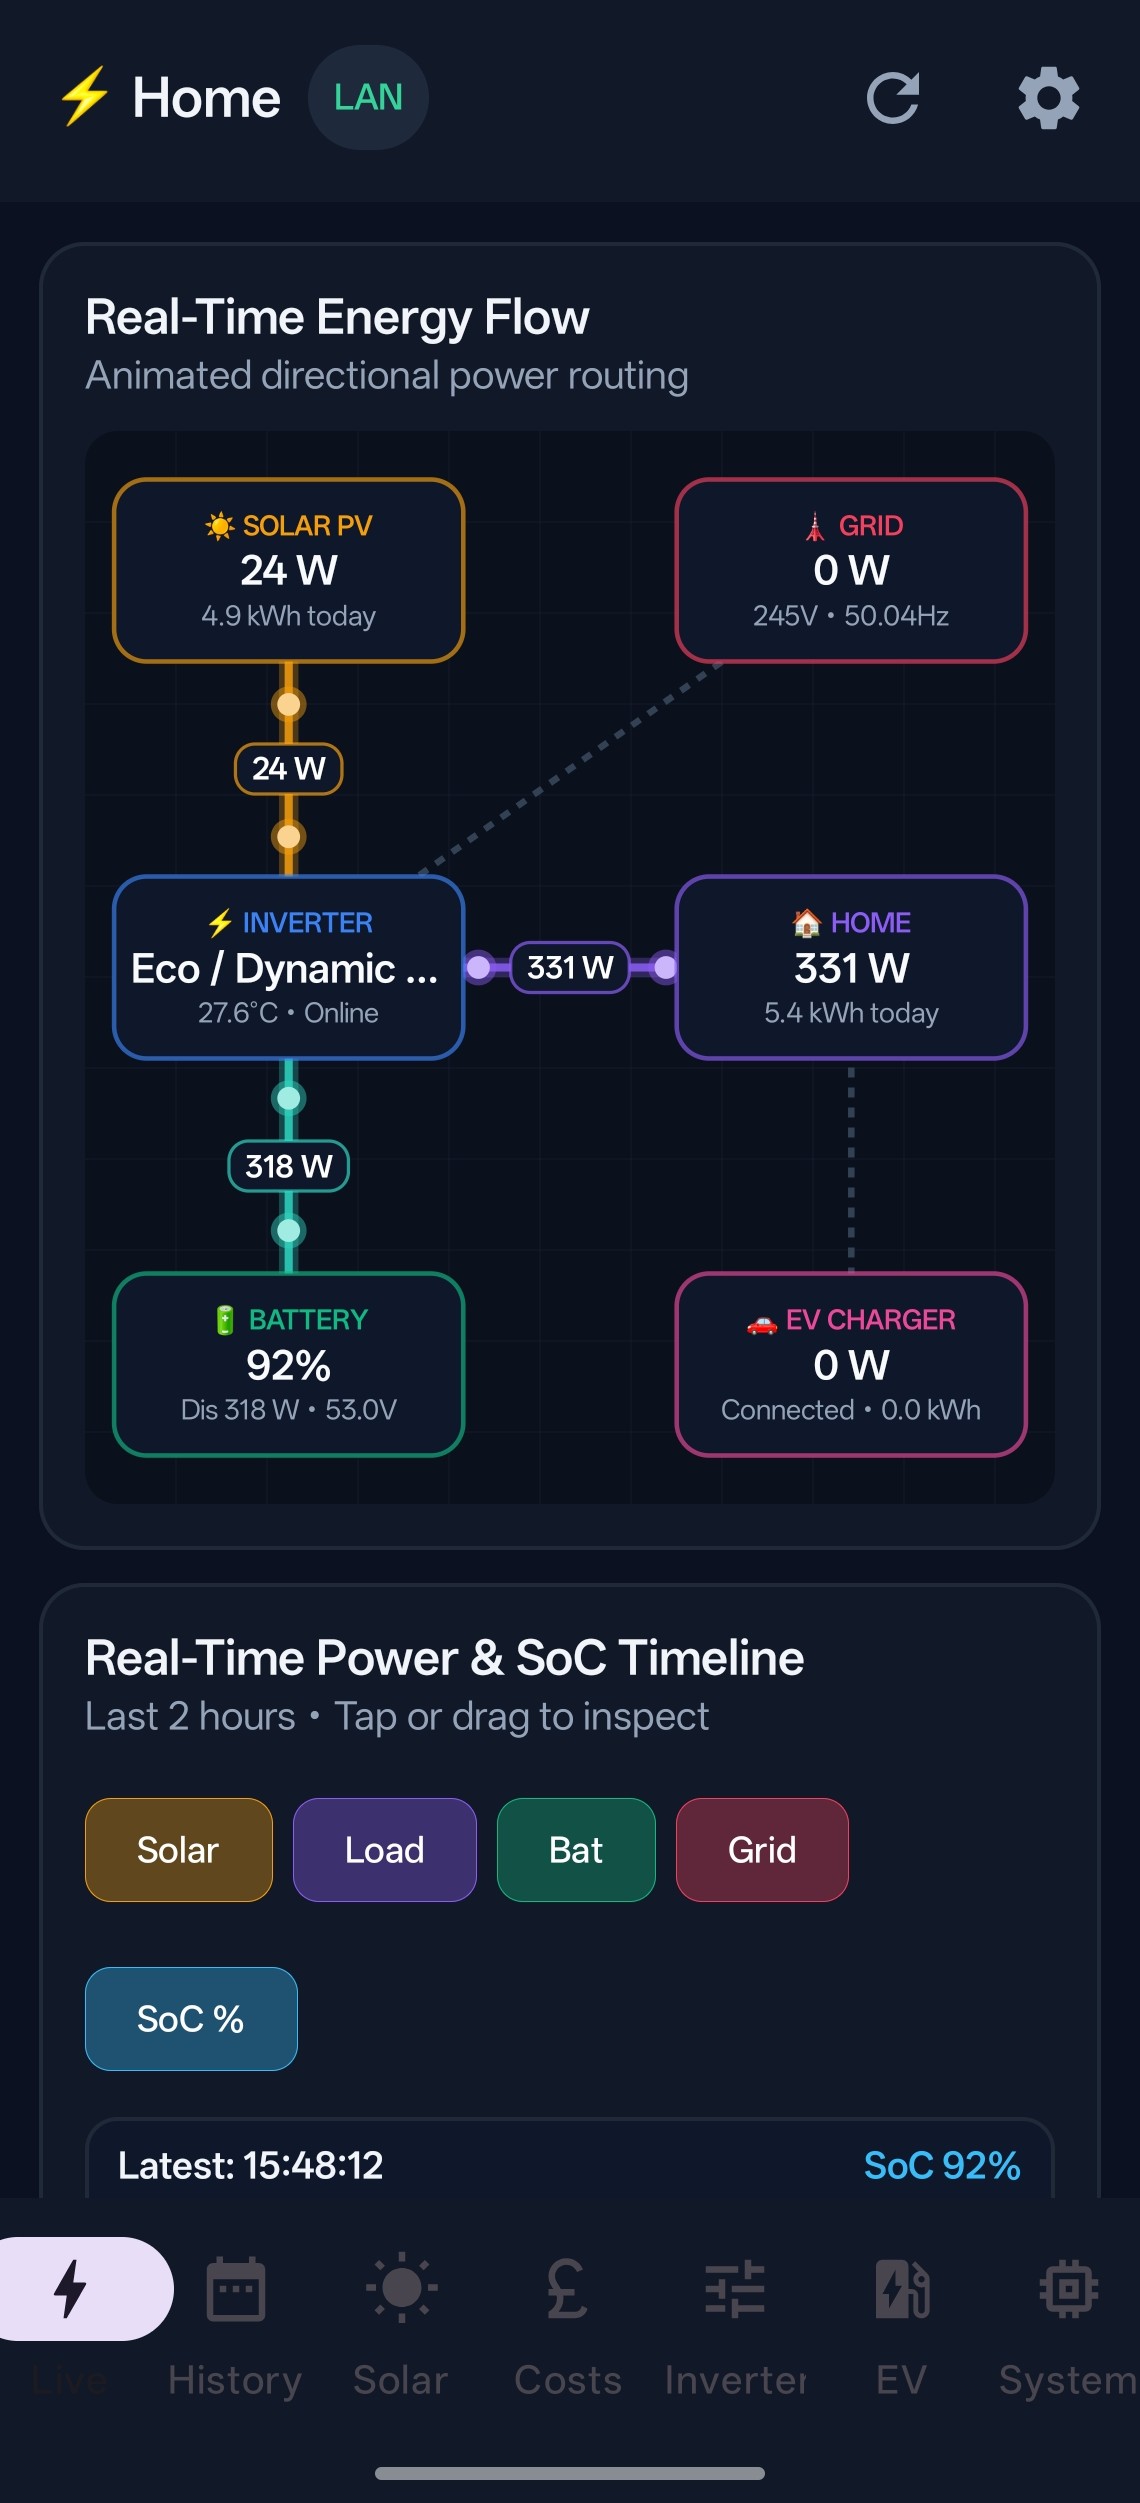 ⚡ Home LAN
Real-Time Energy Flow
Animated directional power routing
☀️ SOLAR PV
24 W
4.9 kWh today
🗼 GRID
0 W
245V • 50.04Hz
24 W
⚡ INVERTER
Eco / Dynamic ...
27.6°C • Online
331 W
🏠 HOME
331 W
5.4 kWh today
318 W
🔋 BATTERY
92%
Dis 318 W • 53.0V
🚗 EV CHARGER
0 W
Connected • 0.0 kWh
Real-Time Power & SoC Timeline
Last 2 hours • Tap or drag to inspect
Solar Load Bat Grid
SoC %
Latest: 15:48:12 SoC 92%
Live History Solar Costs Inverter EV System